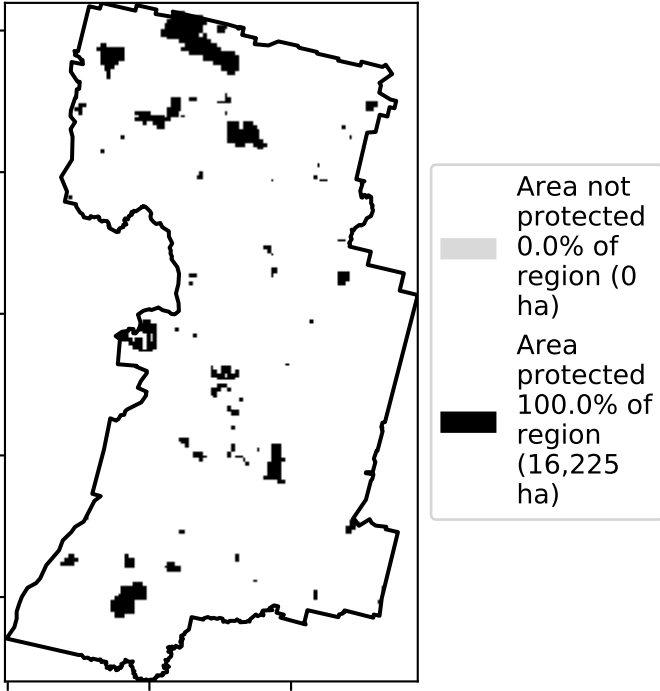 Area not
protected
0.0% of
region (0
ha)
Area
protected
100.0% of
region
(16,225
ha)